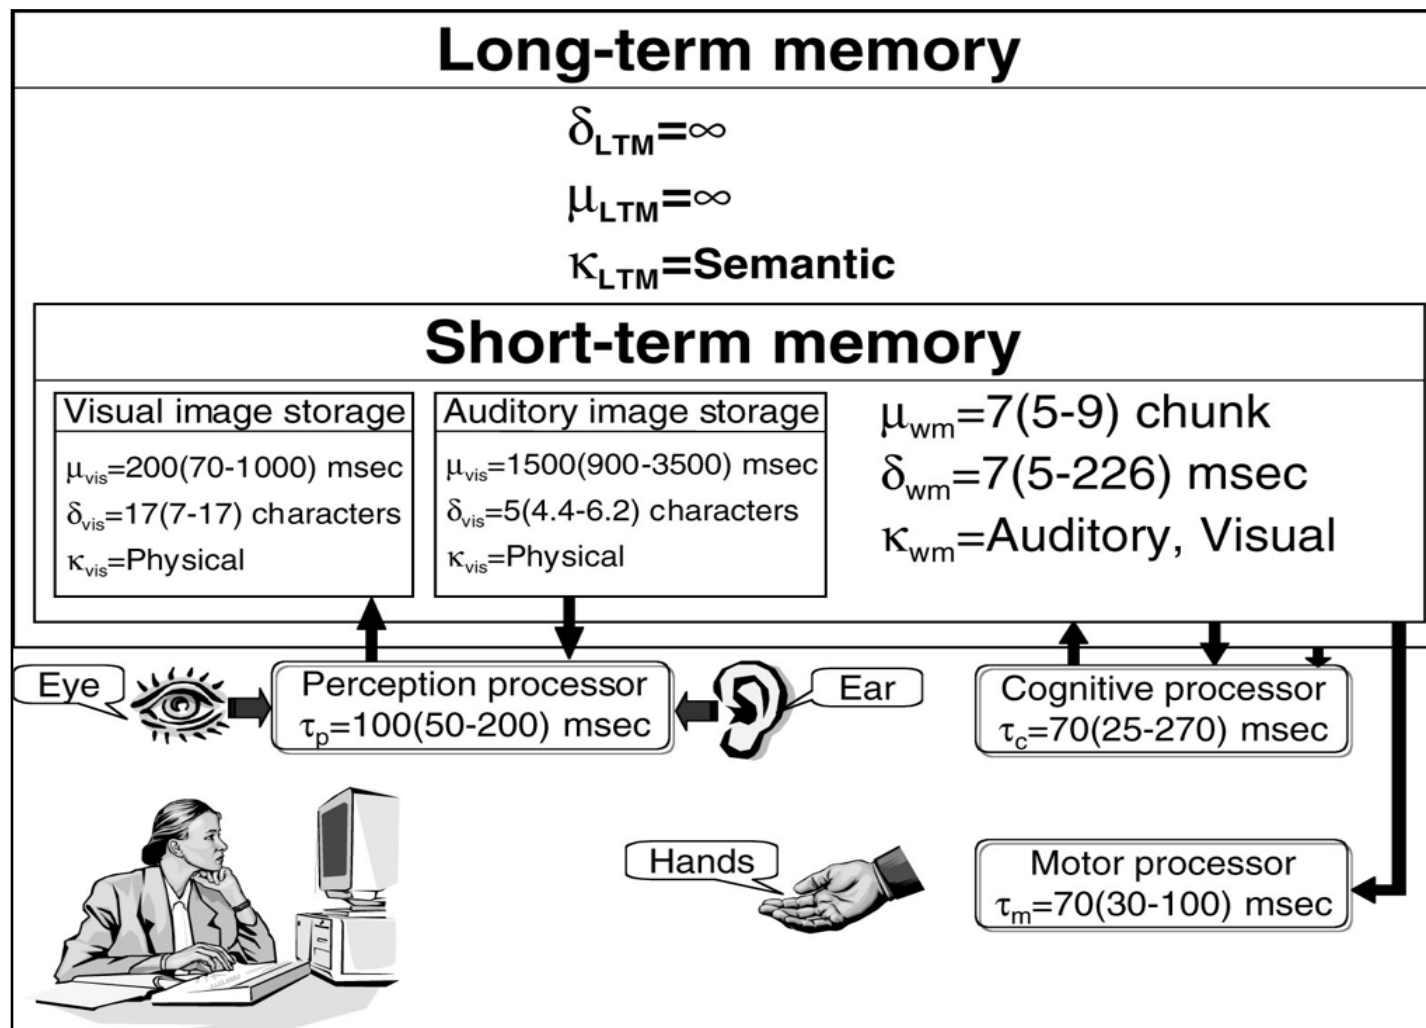 Long-term memory
δLTM=∞
μLTM=∞
κLTM=Semantic
Short-term memory
Visual image storage
μvis=200(70-1000) msec
δvis=17(7-17) characters
κvis=Physical
Auditory image storage
μvis=1500(900-3500) msec
δvis=5(4.4-6.2) characters
κvis=Physical
μwm=7(5-9) chunk
δwm=7(5-226) msec
κwm=Auditory, Visual
Eye
Perception processor
τp=100(50-200) msec
Ear
Cognitive processor
τc=70(25-270) msec
Hands
Motor processor
τm=70(30-100) msec